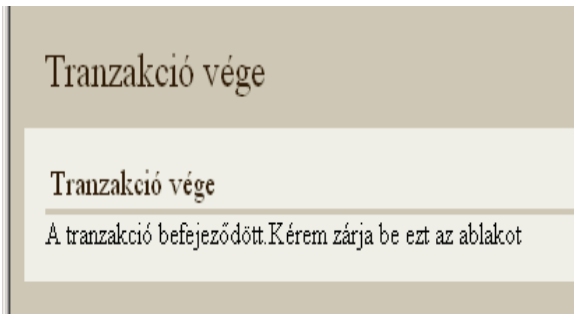 Tranzakció vége
Tranzakció vége
A tranzakció befejeződött.Kérem zárja be ezt az ablakot